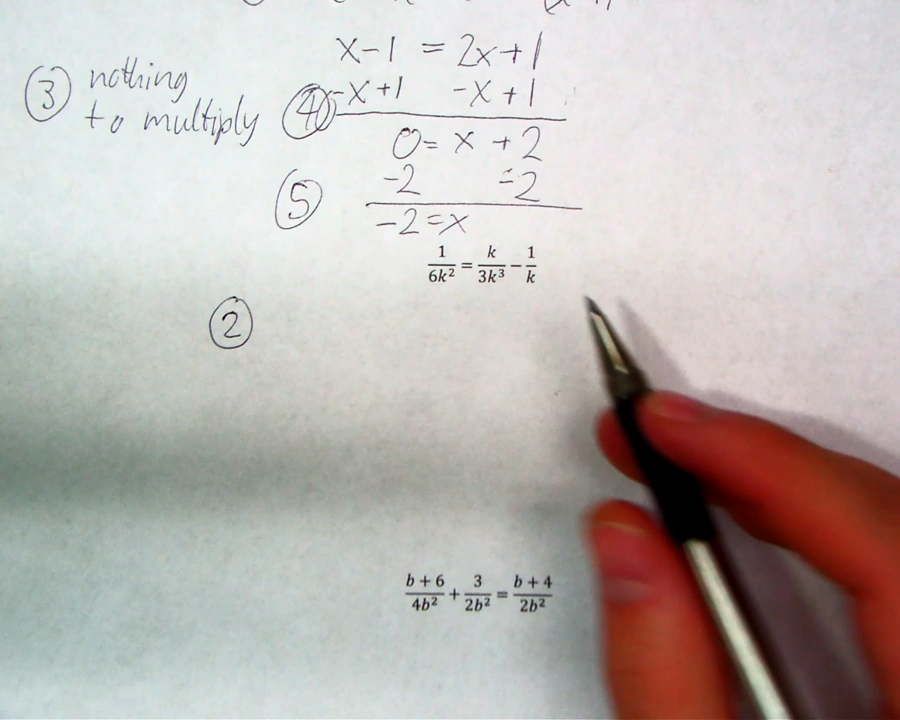 x-1 = 2x+1
③ nothing
to multiply
④ -x+1 -x+1
0= x +2
⑤ -2 -2
-2=x
1/6k² = k/3k³ − 1/k
②
b+6/4b² + 3/2b² = b+4/2b²